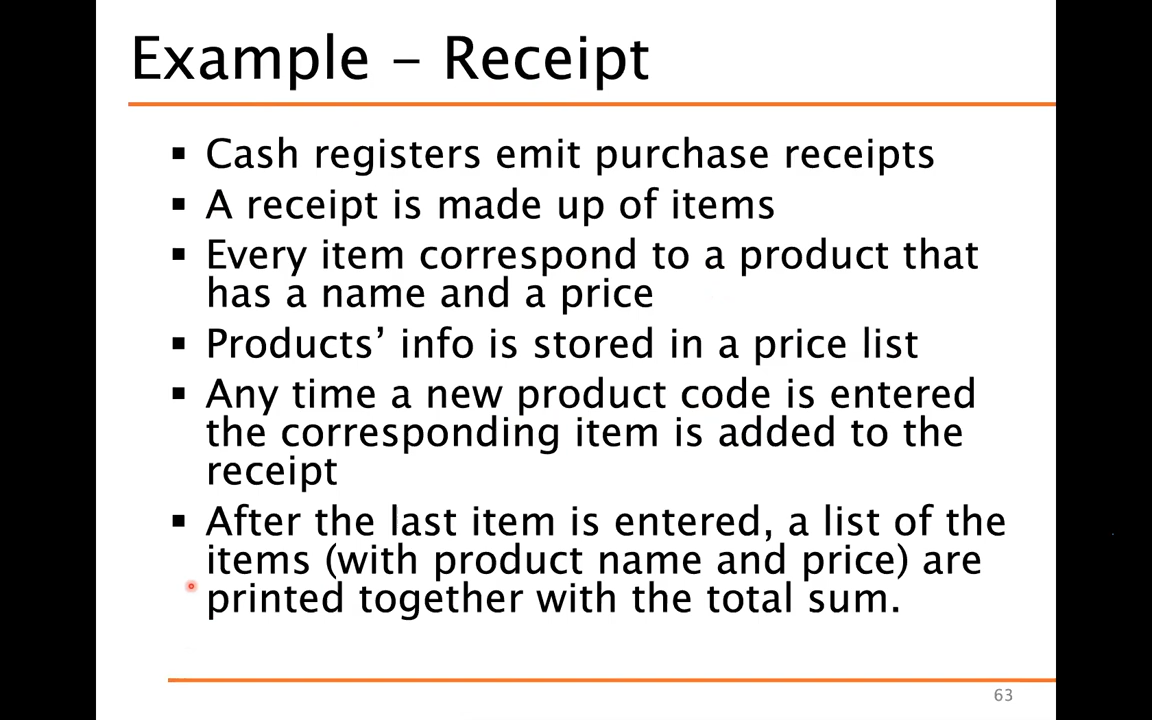 Example – Receipt
▪ Cash registers emit purchase receipts
▪ A receipt is made up of items
▪ Every item correspond to a product that
has a name and a price
▪ Products’ info is stored in a price list
▪ Any time a new product code is entered
the corresponding item is added to the
receipt
▪ After the last item is entered, a list of the
items (with product name and price) are
printed together with the total sum.
63